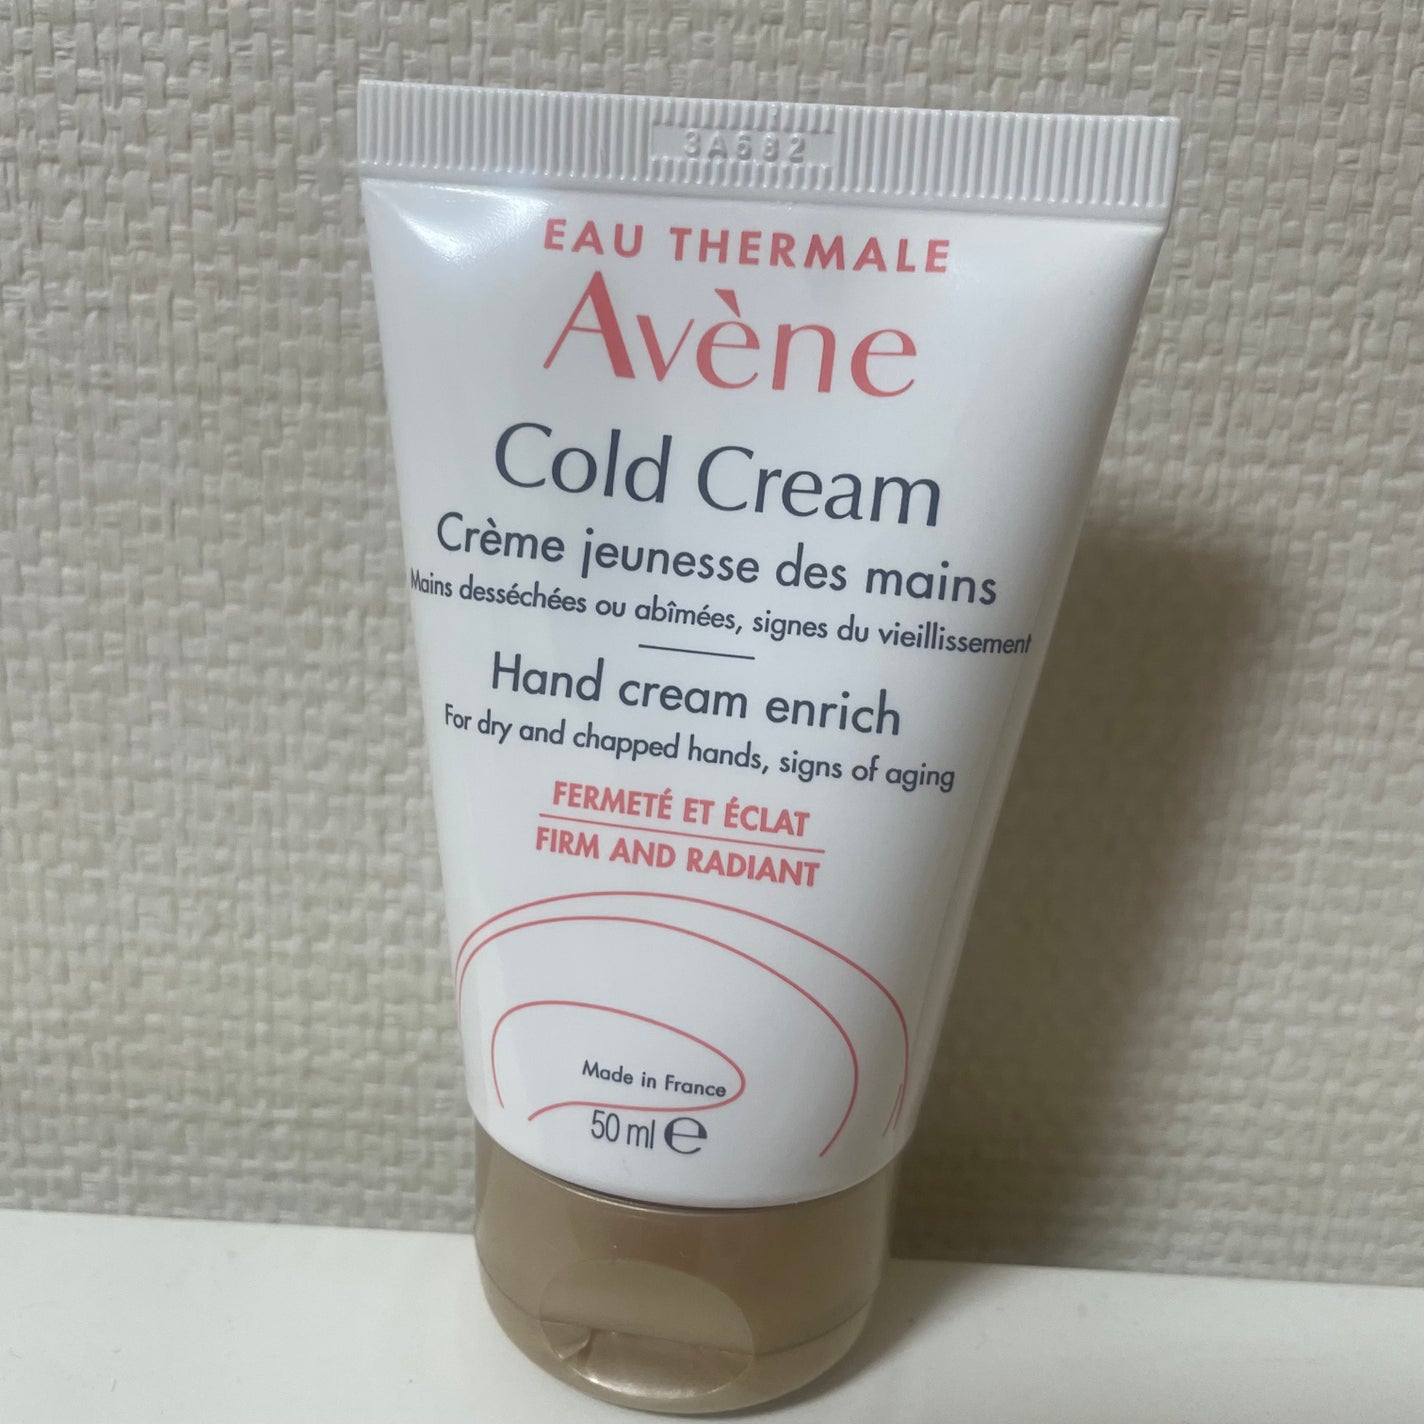 3A682
EAU THERMALE
Avène
Cold Cream
Crème jeunesse des mains
Mains desséchées ou abîmées, signes du vieillissement
Hand cream enrich
For dry and chapped hands, signs of aging
FERMETÉ ET ÉCLAT
FIRM AND RADIANT
Made in France
50 ml ℮